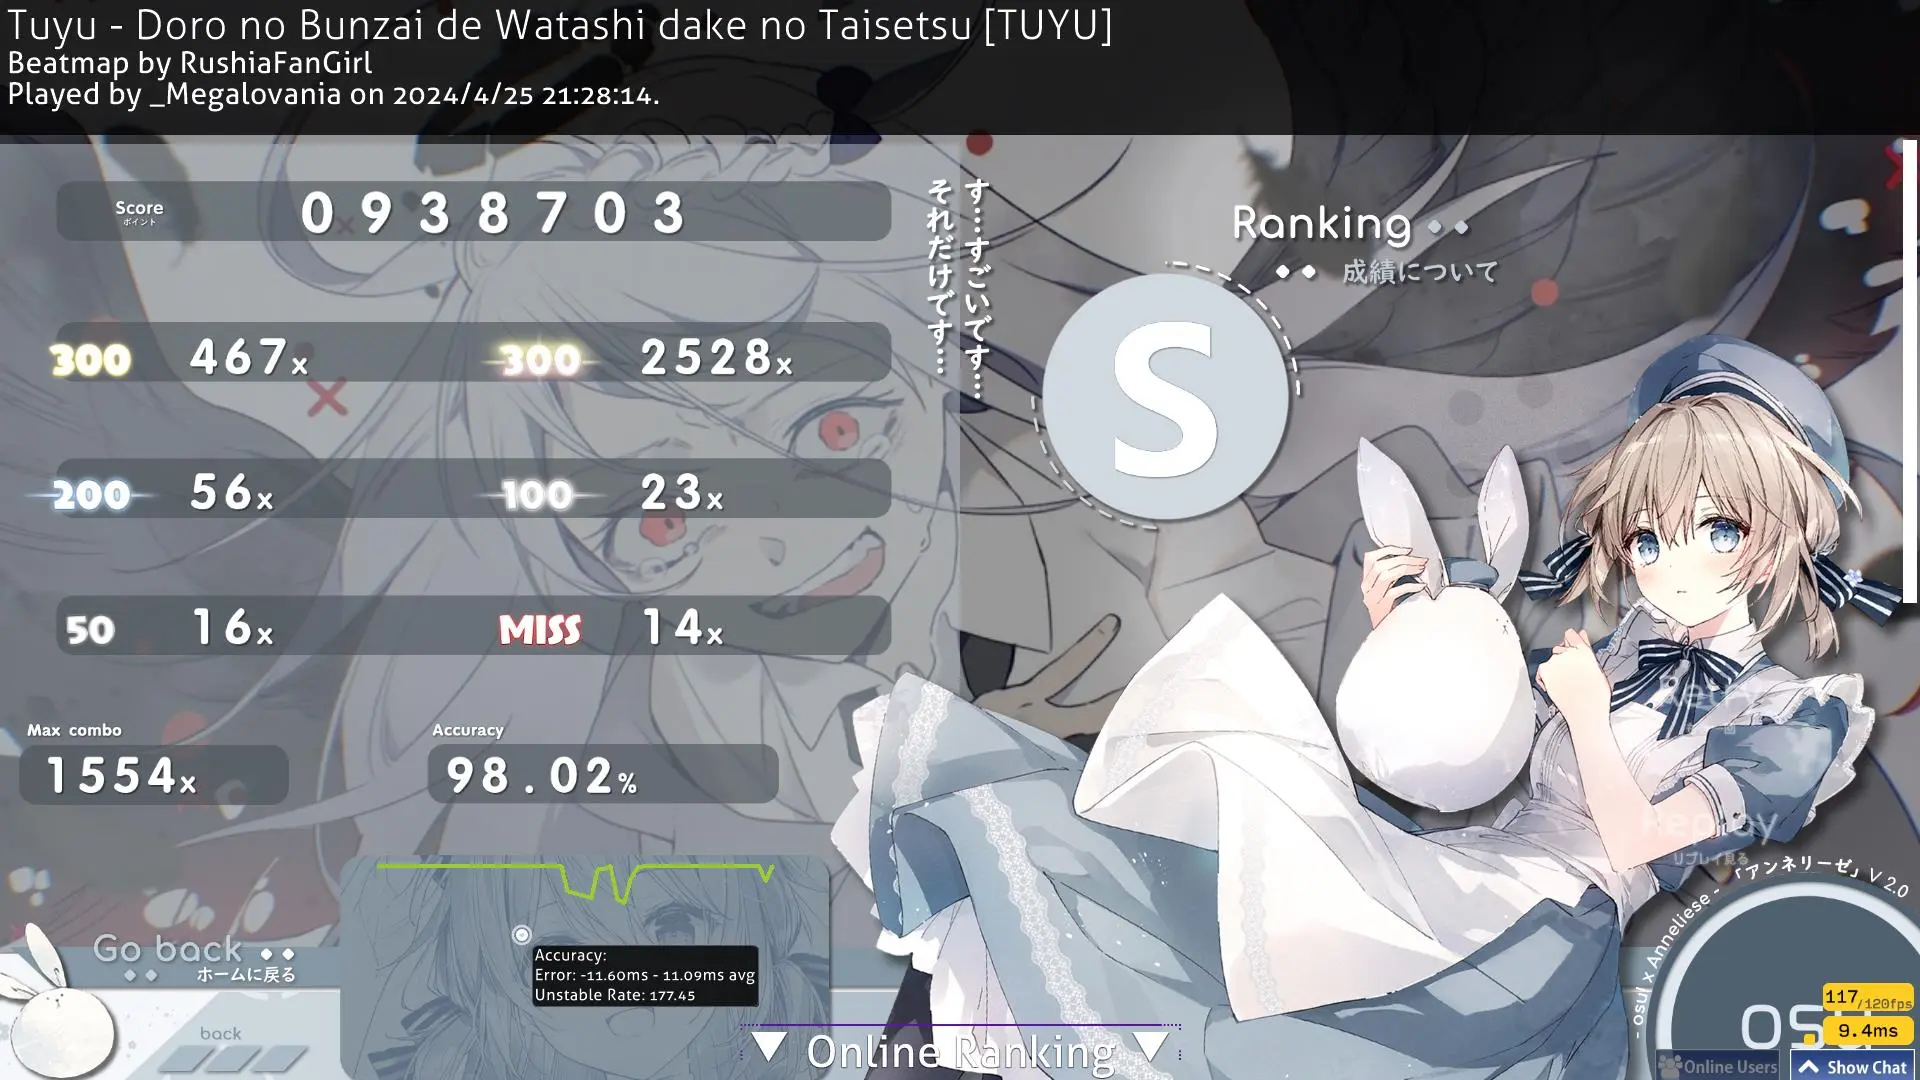 Tuyu - Doro no Bunzai de Watashi dake no Taisetsu [TUYU]
Beatmap by RushiaFanGirl
Played by _Megalovania on 2024/4/25 21:28:14.
Score
ポイント
0938703
300 467x 300 2528x
200 56x 100 23x
50 16x MISS 14x
Max combo
1554x
Accuracy
98.02%
す…すごいです…
それだけです…
Ranking
成績について
S
Replay
リプレイ見る
- osu! x Anneliese - 「アンネリーゼ」 V 2.0
Go back
ホームに戻る
back
Accuracy:
Error: -11.60ms - 11.09ms avg
Unstable Rate: 177.45
Online Ranking
117/120fps
9.4ms
Online Users
Show Chat